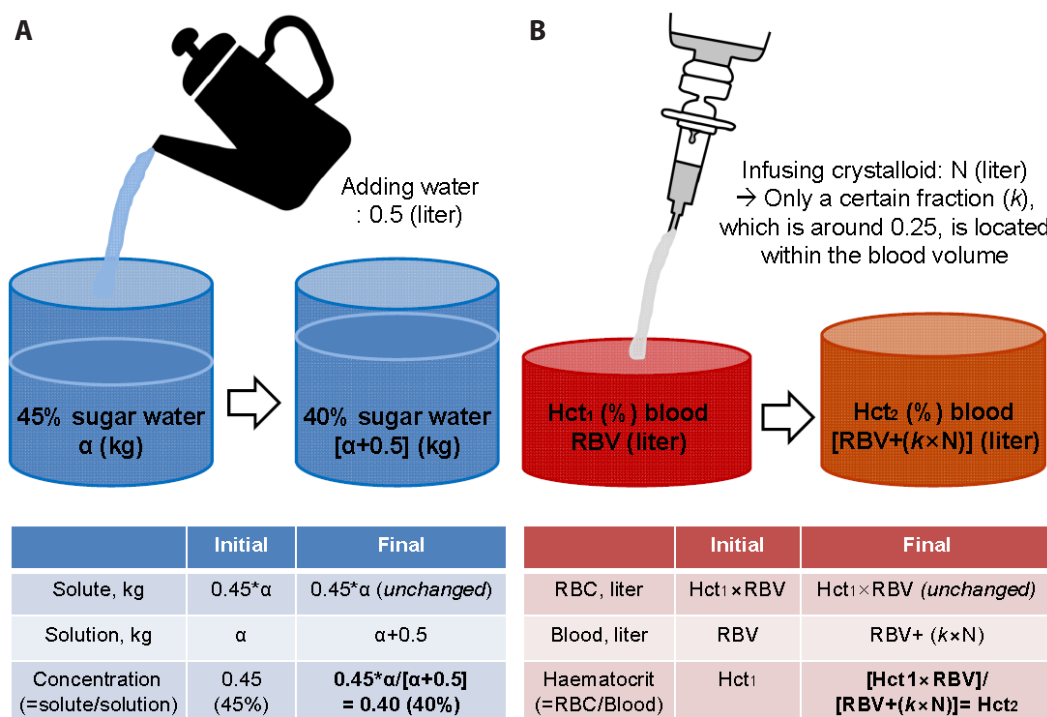 A
Adding water
: 0.5 (liter)
45% sugar water
α (kg)
40% sugar water
[α+0.5] (kg)
Initial Final
Solute, kg 0.45*α 0.45*α (unchanged)
Solution, kg α α+0.5
Concentration
(=solute/solution)
0.45
(45%)
0.45*α/[α+0.5]
= 0.40 (40%)
B
Infusing crystalloid: N (liter)
→ Only a certain fraction (k),
which is around 0.25, is located
within the blood volume
Hct₁ (%) blood
RBV (liter)
Hct₂ (%) blood
[RBV+(k×N)] (liter)
Initial Final
RBC, liter Hct₁×RBV Hct₁×RBV (unchanged)
Blood, liter RBV RBV+ (k×N)
Haematocrit
(=RBC/Blood)
Hct₁
[Hct1×RBV]/
[RBV+(k×N)]= Hct₂